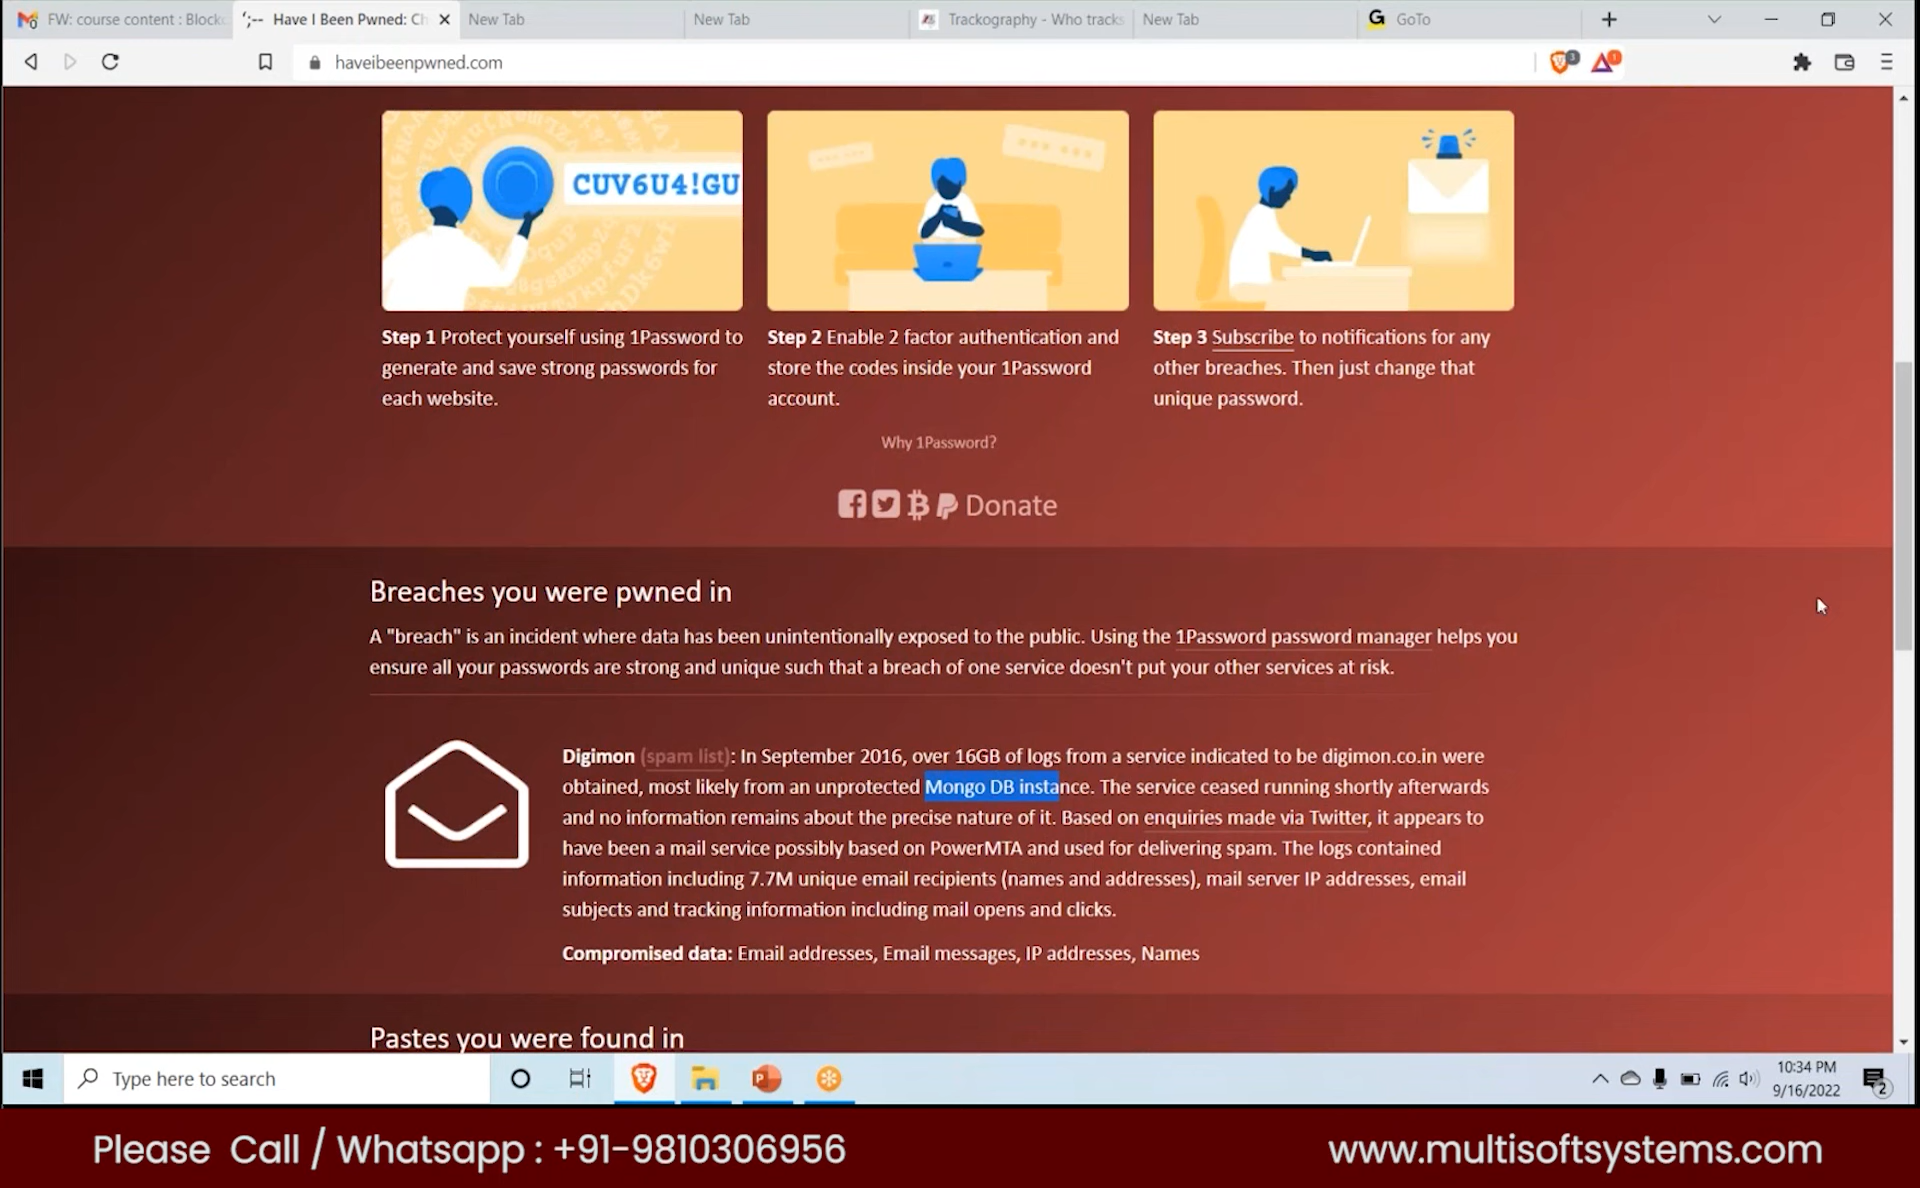 FW: course content : Blockc
';-- Have I Been Pwned: Ch
New Tab
New Tab
Trackography - Who tracks
New Tab
G GoTo
haveibeenpwned.com
3
1
CUV6U4!GU
Step 1 Protect yourself using 1Password to
generate and save strong passwords for
each website.
Step 2 Enable 2 factor authentication and
store the codes inside your 1Password
account.
Step 3 Subscribe to notifications for any
other breaches. Then just change that
unique password.
Why 1Password?
Donate
Breaches you were pwned in
A "breach" is an incident where data has been unintentionally exposed to the public. Using the 1Password password manager helps you
ensure all your passwords are strong and unique such that a breach of one service doesn't put your other services at risk.
Digimon (spam list): In September 2016, over 16GB of logs from a service indicated to be digimon.co.in were
obtained, most likely from an unprotected Mongo DB instance. The service ceased running shortly afterwards
and no information remains about the precise nature of it. Based on enquiries made via Twitter, it appears to
have been a mail service possibly based on PowerMTA and used for delivering spam. The logs contained
information including 7.7M unique email recipients (names and addresses), mail server IP addresses, email
subjects and tracking information including mail opens and clicks.
Compromised data: Email addresses, Email messages, IP addresses, Names
Pastes you were found in
Type here to search
10:34 PM
9/16/2022
2
Please Call / Whatsapp : +91-9810306956
www.multisoftsystems.com